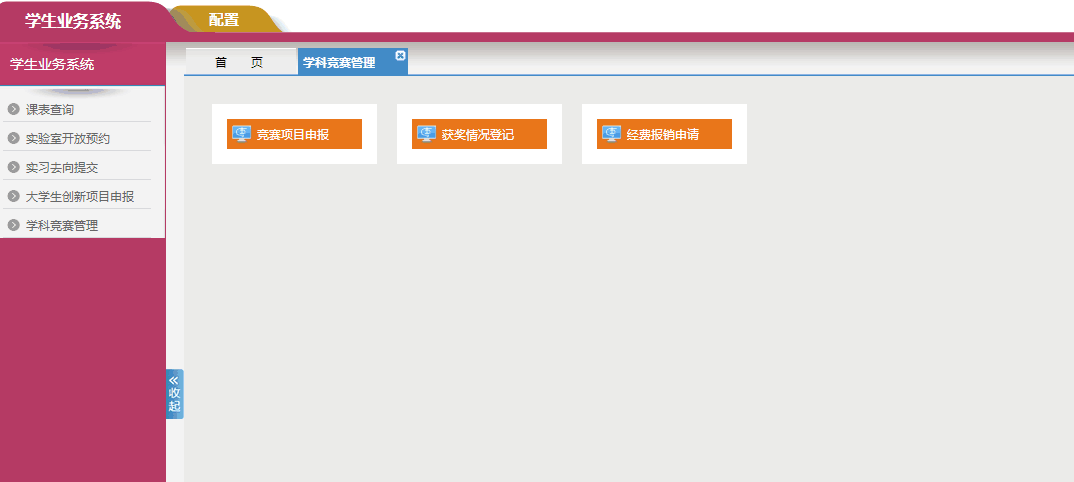 学生业务系统
配置
学生业务系统
课表查询
实验室开放预约
实习去向提交
大学生创新项目申报
学科竞赛管理
首 页
学科竞赛管理
竞赛项目申报
获奖情况登记
经费报销申请
收起